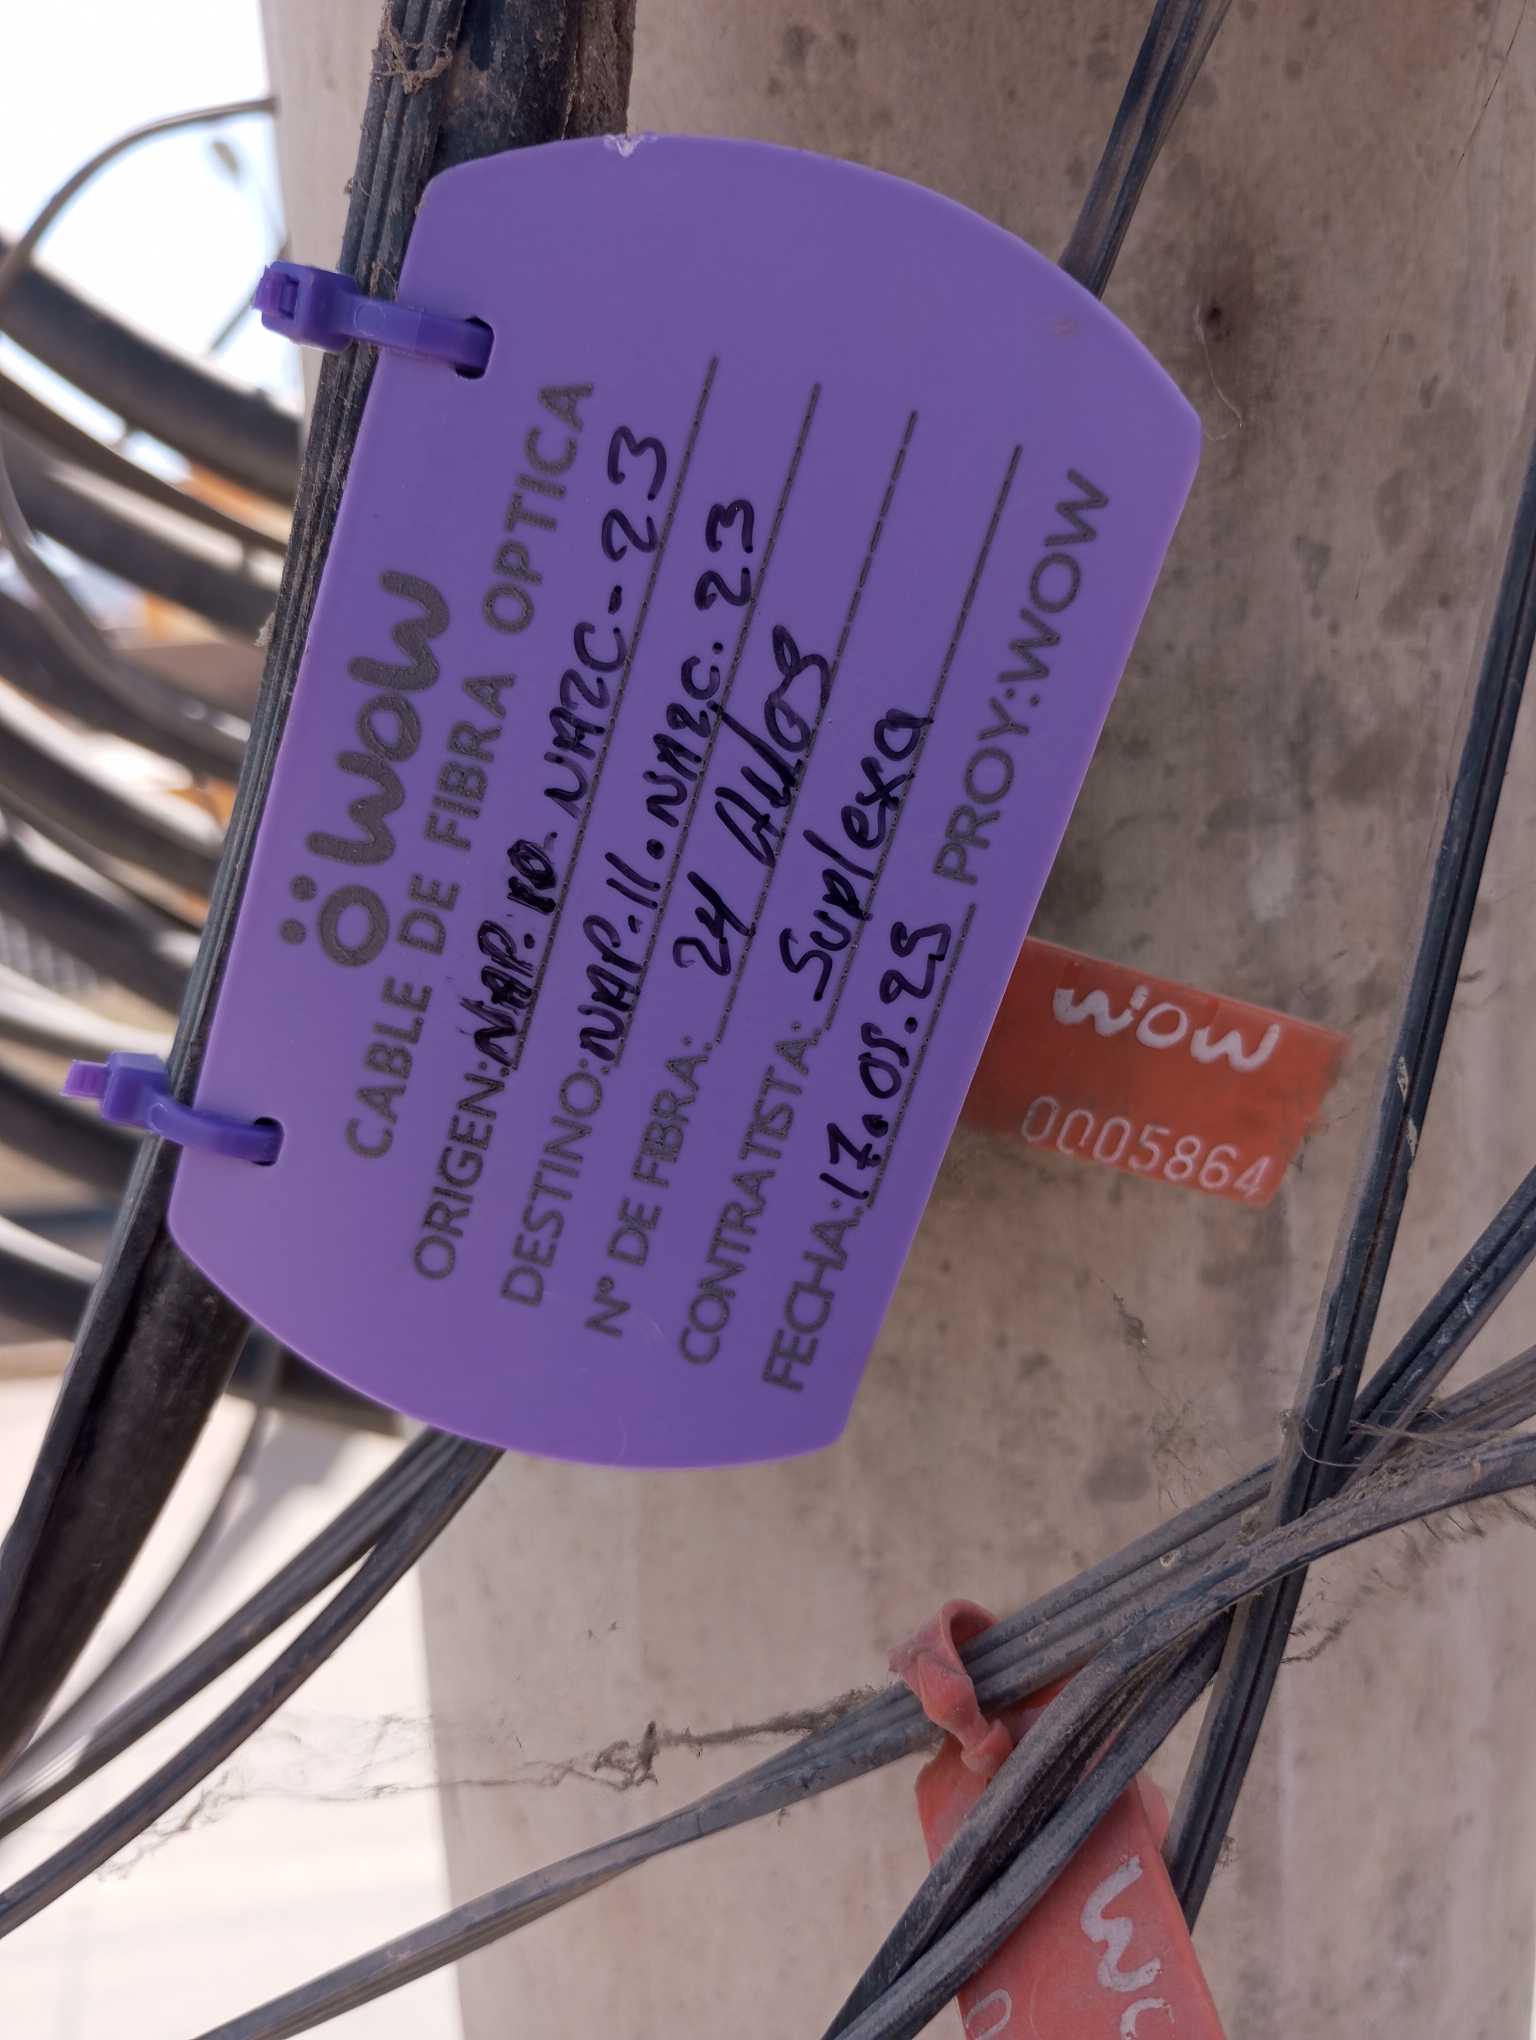 WOW
CABLE DE FIBRA OPTICA
ORIGEN: NAP. 10. NAZC-23
DESTINO: NAP. 11. NAZC. 23
N° DE FIBRA: 24 Hilos
CONTRATISTA: Suplexa
FECHA: 17.05.25 PROY:WOW
WOW
0005864